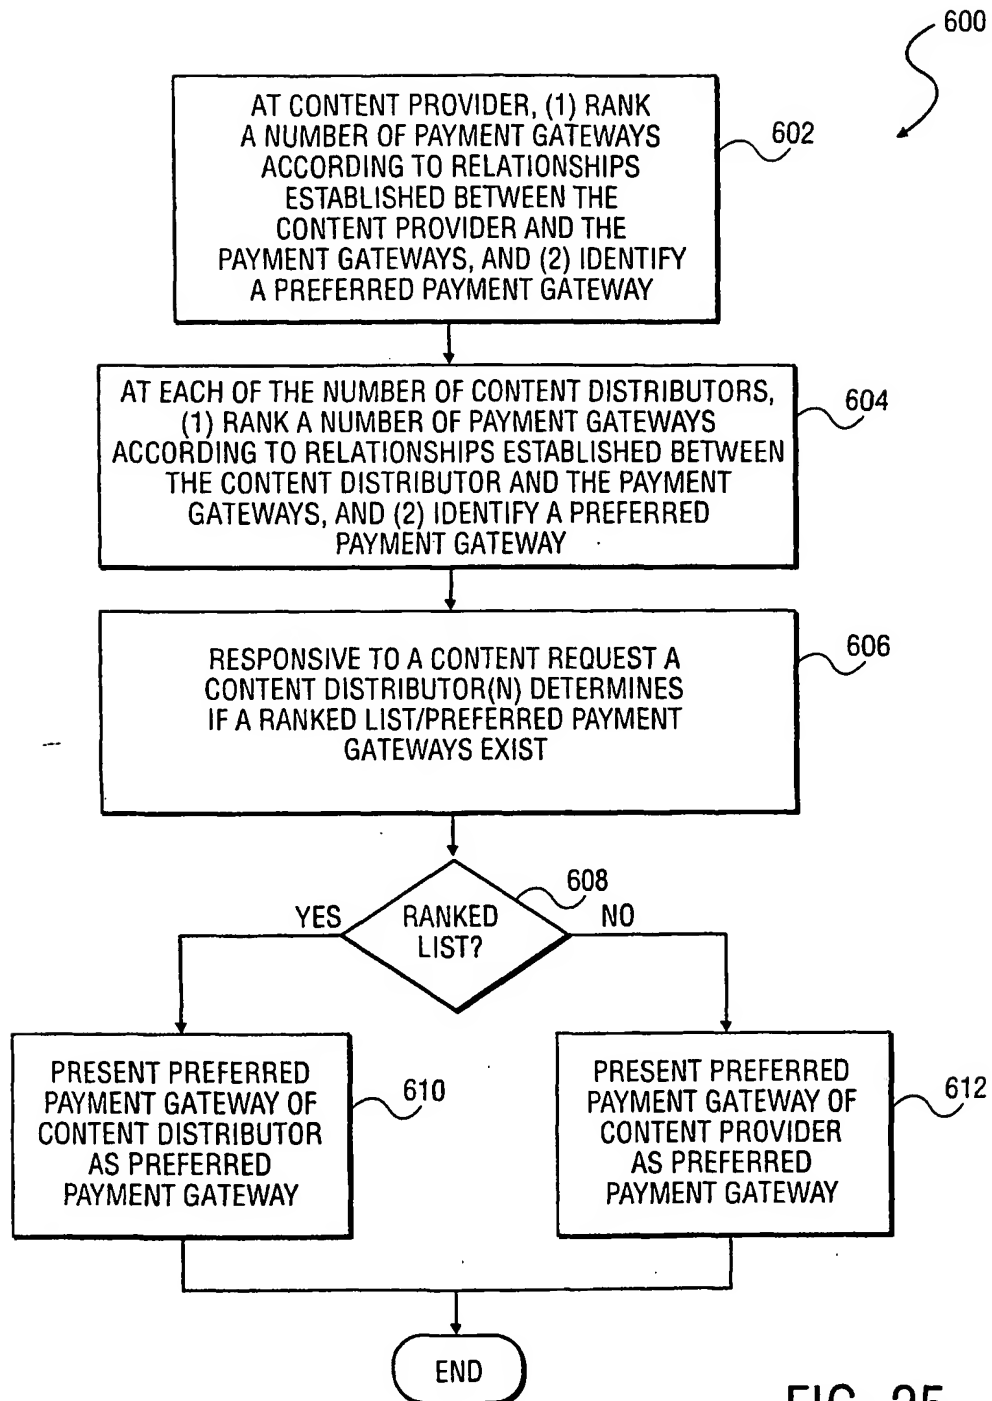 600
AT CONTENT PROVIDER, (1) RANK
A NUMBER OF PAYMENT GATEWAYS
ACCORDING TO RELATIONSHIPS
ESTABLISHED BETWEEN THE
CONTENT PROVIDER AND THE
PAYMENT GATEWAYS, AND (2) IDENTIFY
A PREFERRED PAYMENT GATEWAY
602
AT EACH OF THE NUMBER OF CONTENT DISTRIBUTORS,
(1) RANK A NUMBER OF PAYMENT GATEWAYS
ACCORDING TO RELATIONSHIPS ESTABLISHED BETWEEN
THE CONTENT DISTRIBUTOR AND THE PAYMENT
GATEWAYS, AND (2) IDENTIFY A PREFERRED
PAYMENT GATEWAY
604
RESPONSIVE TO A CONTENT REQUEST A
CONTENT DISTRIBUTOR(N) DETERMINES
IF A RANKED LIST/PREFERRED PAYMENT
GATEWAYS EXIST
606
608
YES
RANKED
LIST?
NO
PRESENT PREFERRED
PAYMENT GATEWAY OF
CONTENT DISTRIBUTOR
AS PREFERRED
PAYMENT GATEWAY
610
PRESENT PREFERRED
PAYMENT GATEWAY OF
CONTENT PROVIDER
AS PREFERRED
PAYMENT GATEWAY
612
END
FIG. 25